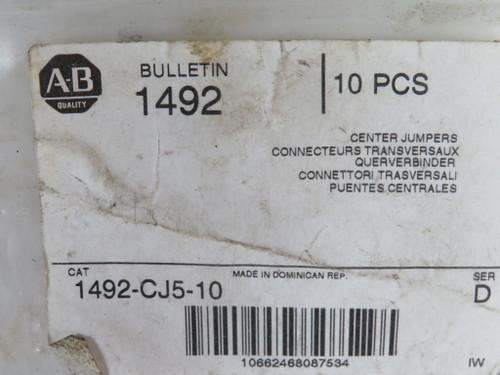 A-B
QUALITY
BULLETIN
1492
10 PCS
CENTER JUMPERS
CONNECTEURS TRANSVERSAUX
QUERVERBINDER
CONNETTORI TRASVERSALI
PUENTES CENTRALES
CAT
1492-CJ5-10
MADE IN DOMINICAN REP.
SER
D
10662468087534
IW